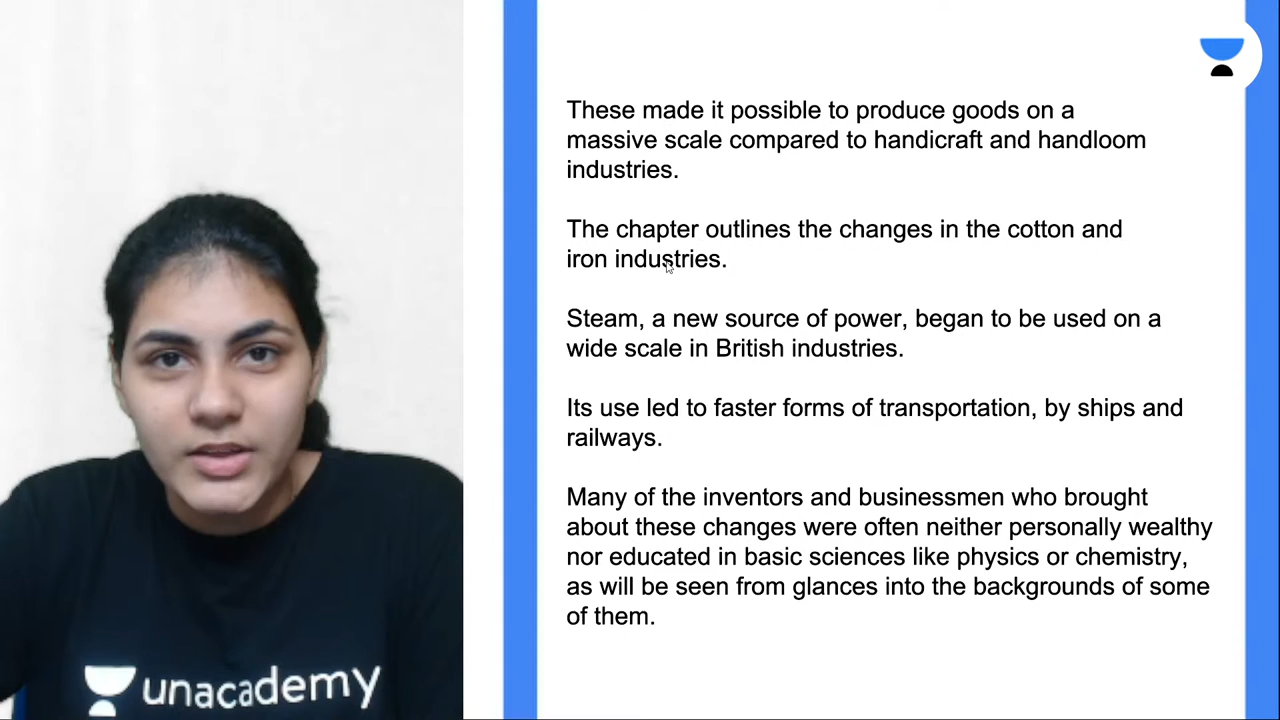 These made it possible to produce goods on a
massive scale compared to handicraft and handloom
industries.
The chapter outlines the changes in the cotton and
iron industries.
Steam, a new source of power, began to be used on a
wide scale in British industries.
Its use led to faster forms of transportation, by ships and
railways.
Many of the inventors and businessmen who brought
about these changes were often neither personally wealthy
nor educated in basic sciences like physics or chemistry,
as will be seen from glances into the backgrounds of some
of them.
unacademy